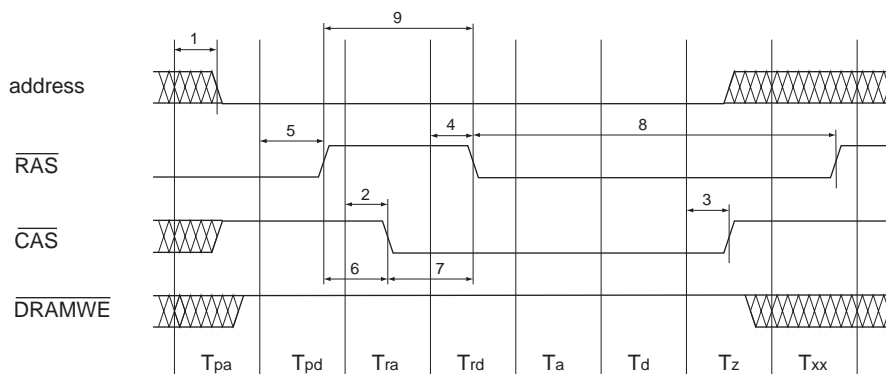 9
1
address
5 4 8
RAS
2 3
CAS
6 7
DRAMWE
Tpa Tpd Tra Trd Ta Td Tz Txx